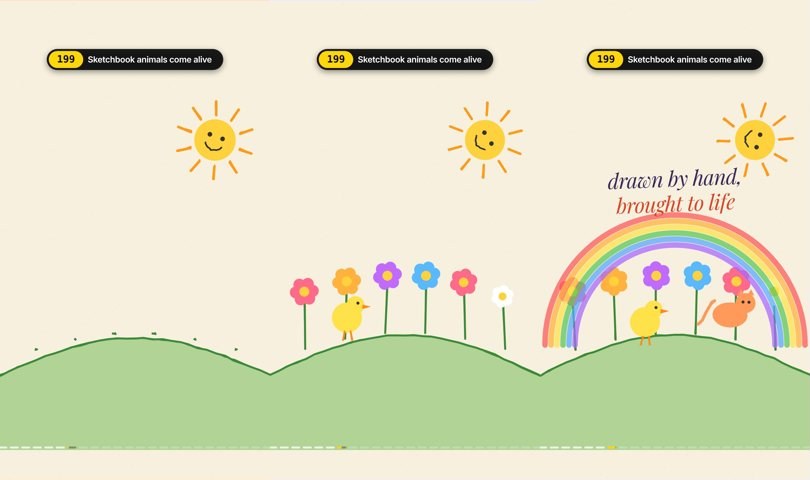 199 Sketchbook animals come alive
199 Sketchbook animals come alive
199 Sketchbook animals come alive
drawn by hand,
brought to life